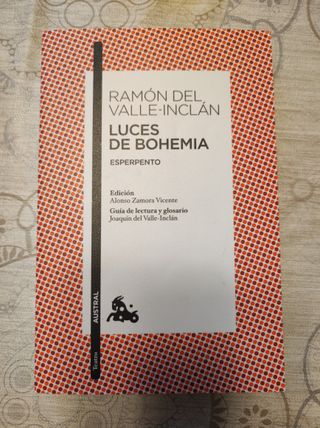 RAMÓN DEL
VALLE-INCLÁN
LUCES
DE BOHEMIA
ESPERPENTO
Edición
Alonso Zamora Vicente
Guía de lectura y glosario
Joaquín del Valle-Inclán
AUSTRAL
Teatro